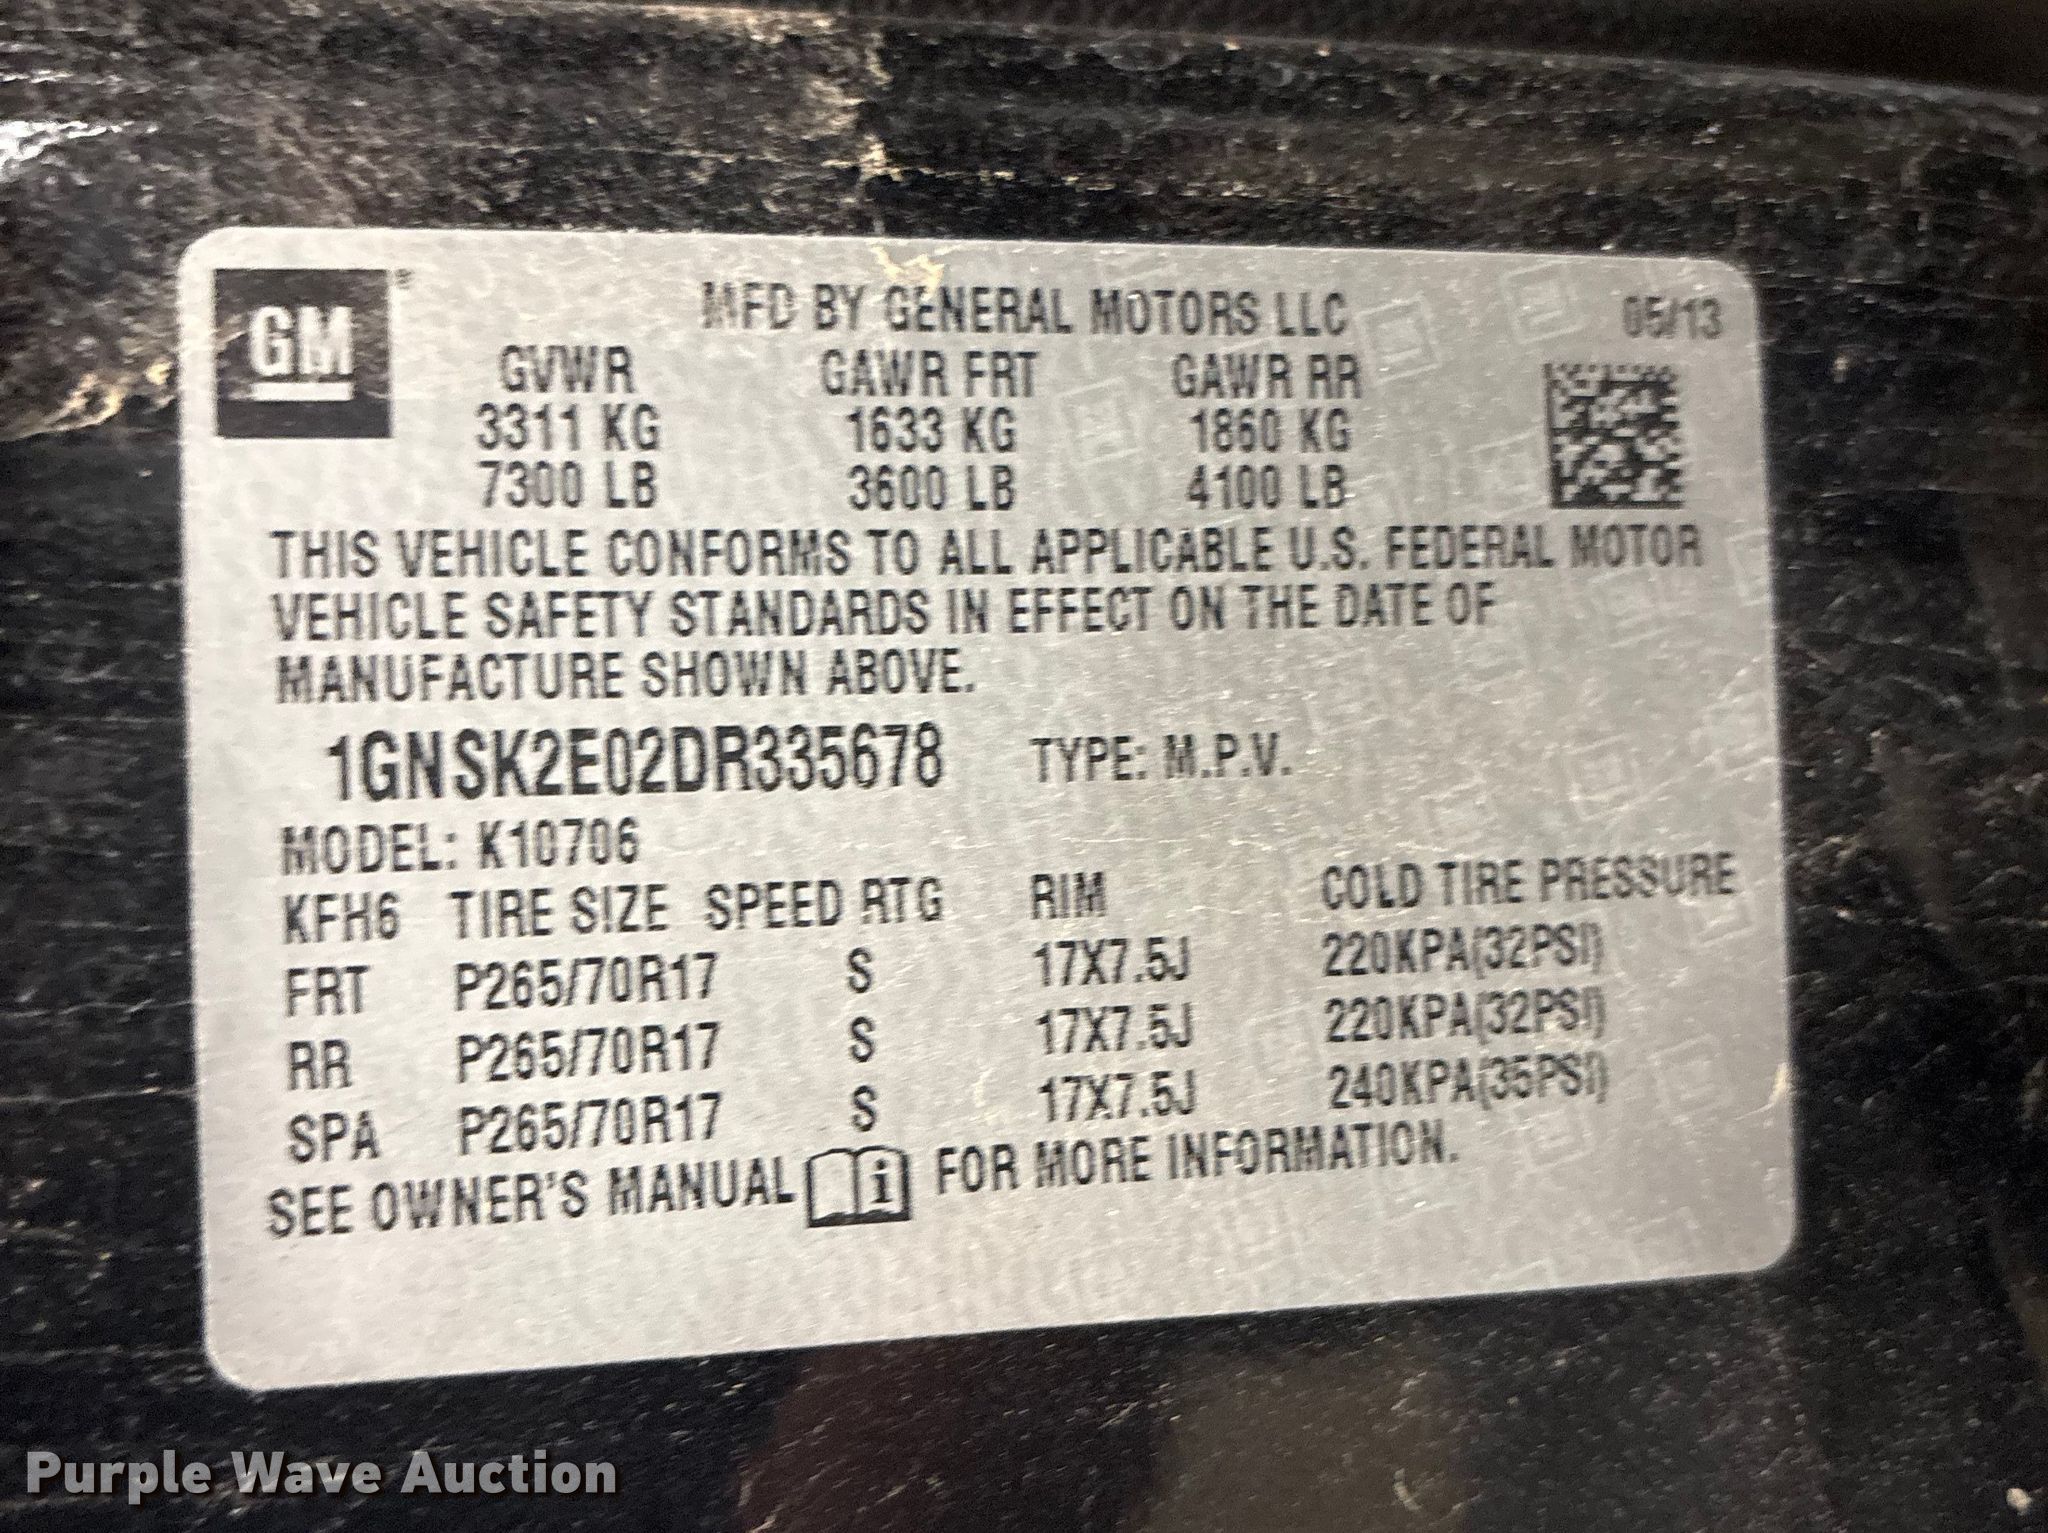 GM
MFD BY GENERAL MOTORS LLC 05/13
GVWR GAWR FRT GAWR RR
3311 KG 1633 KG 1860 KG
7300 LB 3600 LB 4100 LB
THIS VEHICLE CONFORMS TO ALL APPLICABLE U.S. FEDERAL MOTOR
VEHICLE SAFETY STANDARDS IN EFFECT ON THE DATE OF
MANUFACTURE SHOWN ABOVE.
1GNSK2E02DR335678 TYPE: M.P.V.
MODEL: K10706
KFH6 TIRE SIZE SPEED RTG RIM COLD TIRE PRESSURE
FRT P265/70R17 S 17X7.5J 220KPA(32PSI)
RR P265/70R17 S 17X7.5J 220KPA(32PSI)
SPA P265/70R17 S 17X7.5J 240KPA(35PSI)
SEE OWNER'S MANUAL i FOR MORE INFORMATION.
Purple Wave Auction